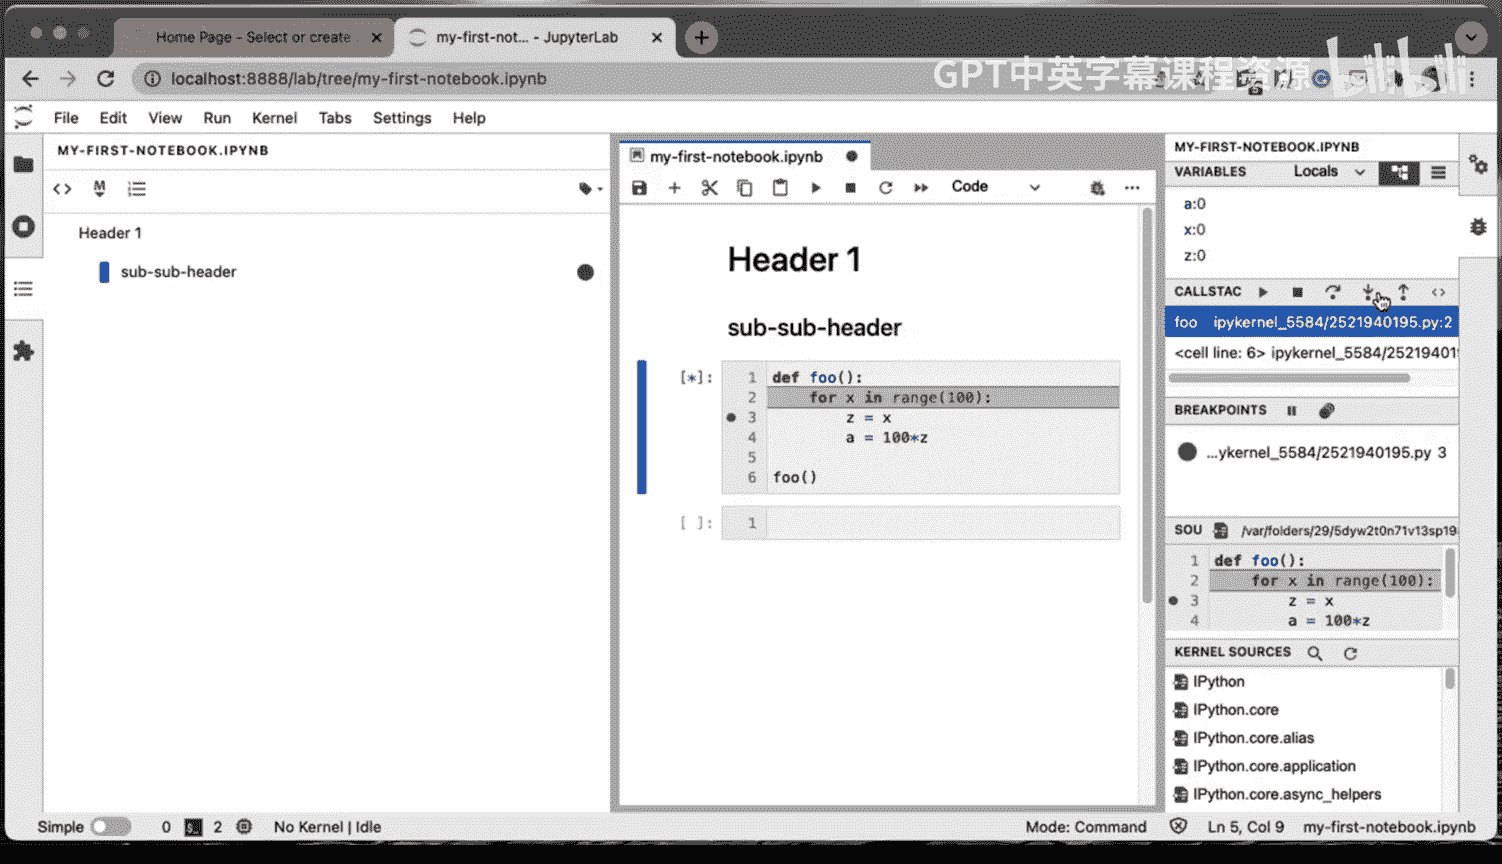 Home Page - Select or create
my-first-not... - JupyterLab
localhost:8888/lab/tree/my-first-notebook.ipynb
GPT中英字幕课程资源
bilibili
File Edit View Run Kernel Tabs Settings Help
MY-FIRST-NOTEBOOK.IPYNB
Header 1
sub-sub-header
my-first-notebook.ipynb
Code
Header 1
sub-sub-header
[*]:
1 def foo():
2 for x in range(100):
3 z = x
4 a = 100*z
5
6 foo()
[ ]:
1
MY-FIRST-NOTEBOOK.IPYNB
VARIABLES Locals
a:0
x:0
z:0
CALLSTAC
foo ipykernel_5584/2521940195.py:2
<cell line: 6> ipykernel_5584/25219401
BREAKPOINTS
...ykernel_5584/2521940195.py 3
SOU /var/folders/29/5dyw2t0n71v13sp19
1 def foo():
2 for x in range(100):
3 z = x
4 a = 100*z
KERNEL SOURCES
IPython
IPython.core
IPython.core.alias
IPython.core.application
IPython.core.async_helpers
Simple 0 2 No Kernel | Idle
Mode: Command Ln 5, Col 9 my-first-notebook.ipynb